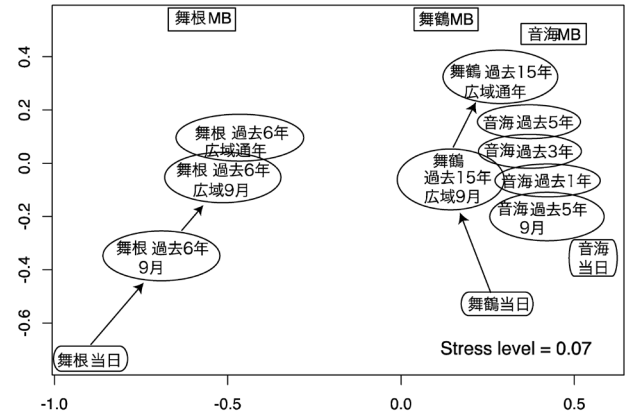 舞根MB
舞鶴MB
音海MB
舞鶴 過去15年
広域通年
音海過去5年
舞根 過去6年
広域通年
音海過去3年
舞鶴
過去15年
広域9月
舞根 過去6年
広域9月
音海過去1年
音海過去5年
9月
舞根 過去6年
9月
音海
当日
舞鶴当日
舞根当日
Stress level = 0.07
0.4
0.2
0.0
-0.2
-0.4
-0.6
-1.0
-0.5
0.0
0.5